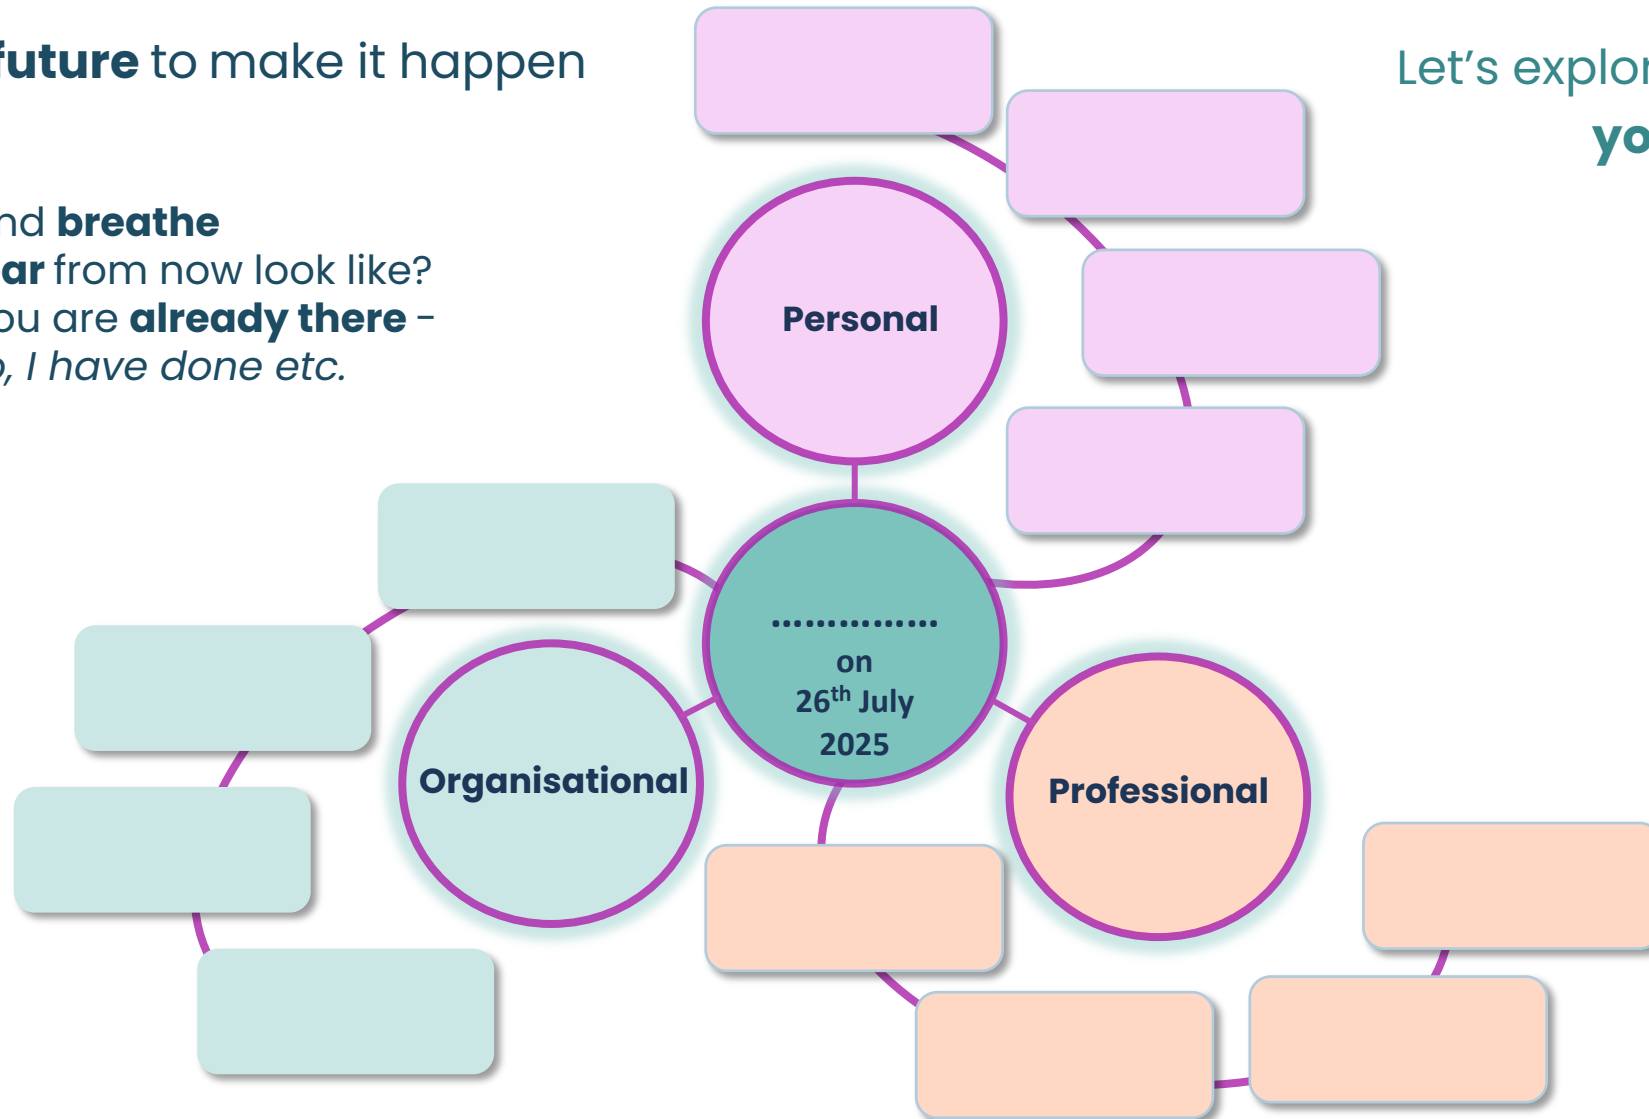 future to make it happen
Let's explor
yo
nd breathe
ar from now look like?
ou are already there -
o, I have done etc.
Personal
...............
on
26th July
2025
Organisational
Professional